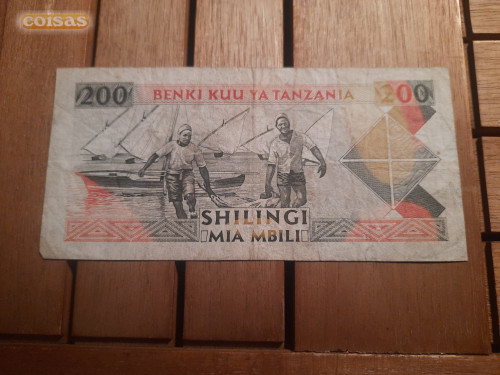 coisas
200 BENKI KUU YA TANZANIA 200
SHILINGI
MIA MBILI